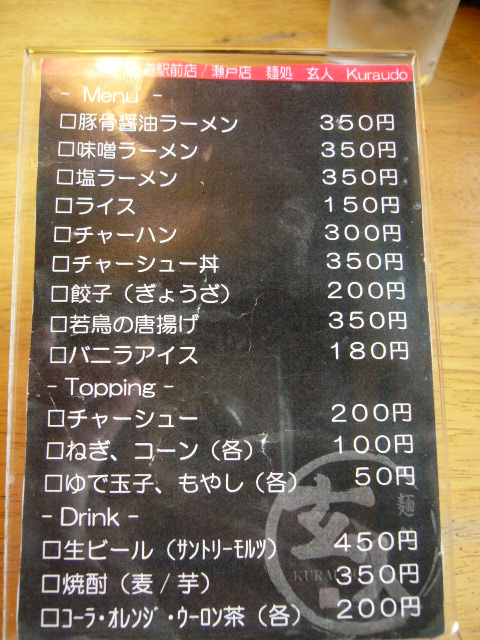 駅前店/瀬戸店 麺処 玄人 Kuraudo
- Menu -
□豚骨醤油ラーメン 350円
□味噌ラーメン 350円
□塩ラーメン 350円
□ライス 150円
□チャーハン 300円
□チャーシュー丼 350円
□餃子（ぎょうざ） 200円
□若鳥の唐揚げ 350円
□バニラアイス 180円
- Topping -
□チャーシュー 200円
□ねぎ、コーン（各） 100円
□ゆで玉子、もやし（各） 50円
- Drink -
□生ビール（ｻﾝﾄﾘｰﾓﾙﾂ） 450円
□焼酎（麦/芋） 350円
□ｺｰﾗ・ｵﾚﾝｼﾞ・ｳｰﾛﾝ茶（各） 200円
麺
玄